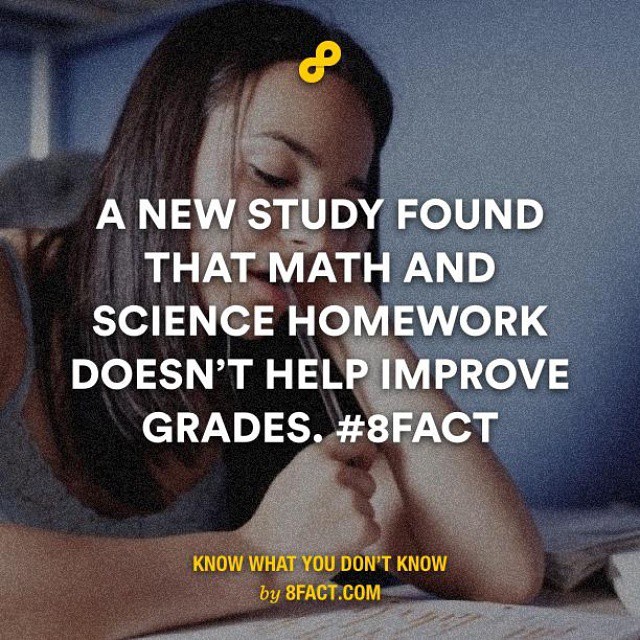 A NEW STUDY FOUND
THAT MATH AND
SCIENCE HOMEWORK
DOESN'T HELP IMPROVE
GRADES. #8FACT
KNOW WHAT YOU DON'T KNOW
by 8FACT.COM